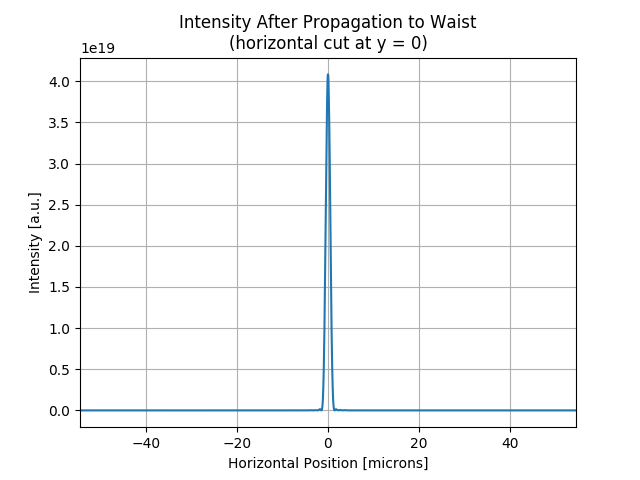 Intensity After Propagation to Waist
(horizontal cut at y = 0)
1e19
4.0
3.5
3.0
2.5
2.0
1.5
1.0
0.5
0.0
Intensity [a.u.]
−40
−20
0
20
40
Horizontal Position [microns]